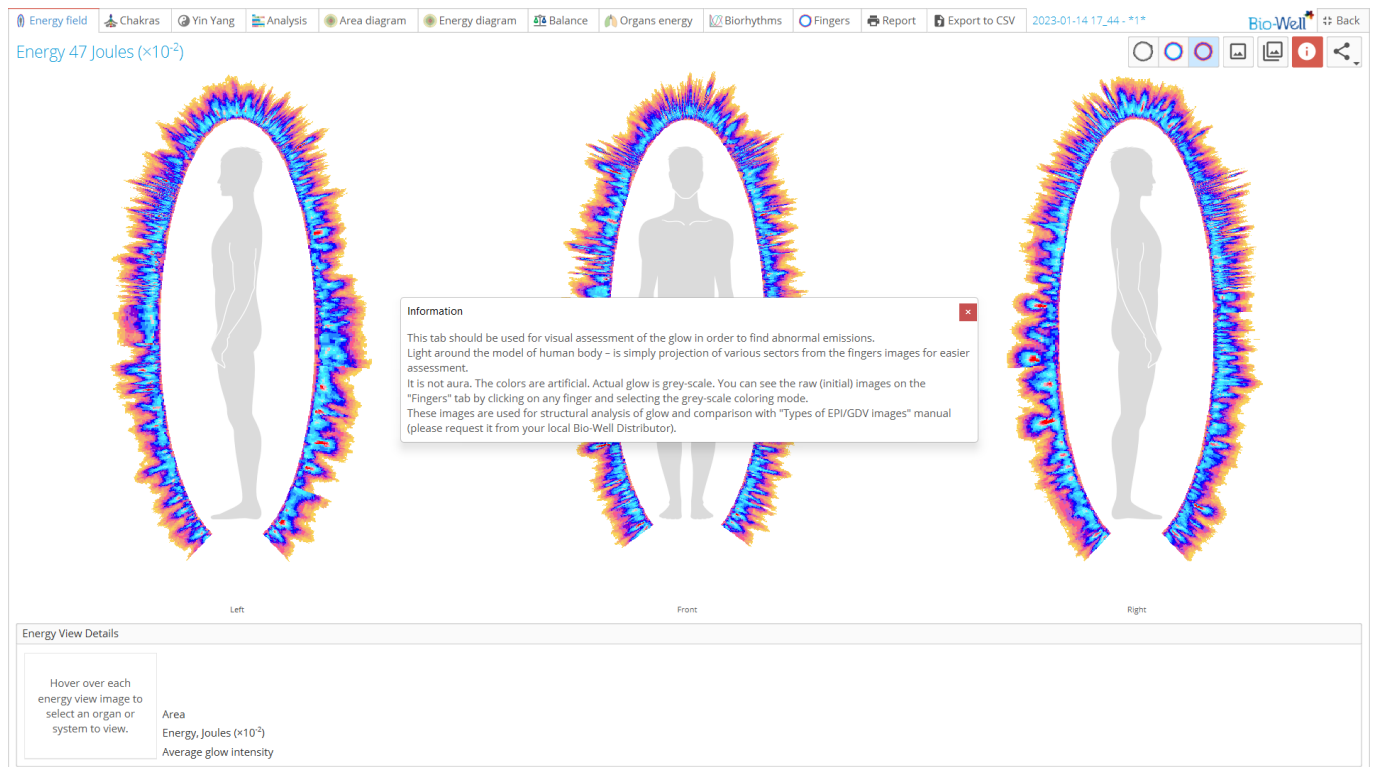 Energy field Chakras Yin Yang Analysis Area diagram Energy diagram Balance Organs energy Biorhythms Fingers Report Export to CSV 2023-01-14 17_44 - *1* Bio-Well Back
Energy 47 Joules (×10⁻²)
Information
This tab should be used for visual assessment of the glow in order to find abnormal emissions.
Light around the model of human body – is simply projection of various sectors from the fingers images for easier
assessment.
It is not aura. The colors are artificial. Actual glow is grey-scale. You can see the raw (initial) images on the
"Fingers" tab by clicking on any finger and selecting the grey-scale coloring mode.
These images are used for structural analysis of glow and comparison with "Types of EPI/GDV images" manual
(please request it from your local Bio-Well Distributor).
Left Front Right
Energy View Details
Hover over each
energy view image to
select an organ or
system to view.
Area
Energy, Joules (×10⁻²)
Average glow intensity